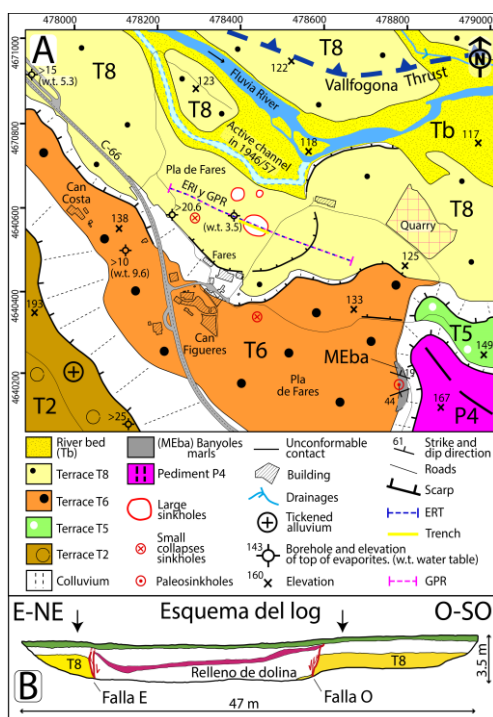 478000 478200 478400 478600 478800 479000
4671000
4670800
4640600
4640400
4640200
A
N
>15
(w.t. 5.3)
T8
123
T8
T8
122
Vallfogona
Thrust
Fluvia River
Active channel
in 1946/57
118
Tb
117
C-66
Pla de Fares
ERI y GPR
Can
Costa
138
>20.6
(w.t. 3.5)
T8
Quarry
>10
(w.t. 9.6)
Fares
125
193
133
Can
Figueres
T6
T5
149
MEba
Pla de
Fares
19
44
T2
>25
167
P4
River bed
(Tb)
Terrace T8
Terrace T6
Terrace T5
Terrace T2
Colluvium
(MEba) Banyoles
marls
Pediment P4
Large
sinkholes
Small
collapses
sinkholes
Paleosinkholes
Unconformable
contact
Building
Drainages
Tickened
alluvium
143
Borehole and elevation
of top of evaporites. (w.t. water table)
160
Elevation
61
Strike and
dip direction
Roads
Scarp
ERT
Trench
GPR
E-NE Esquema del log O-SO
T8
Relleno de dolina
T8
3.5 m
B
Falla E
Falla O
47 m